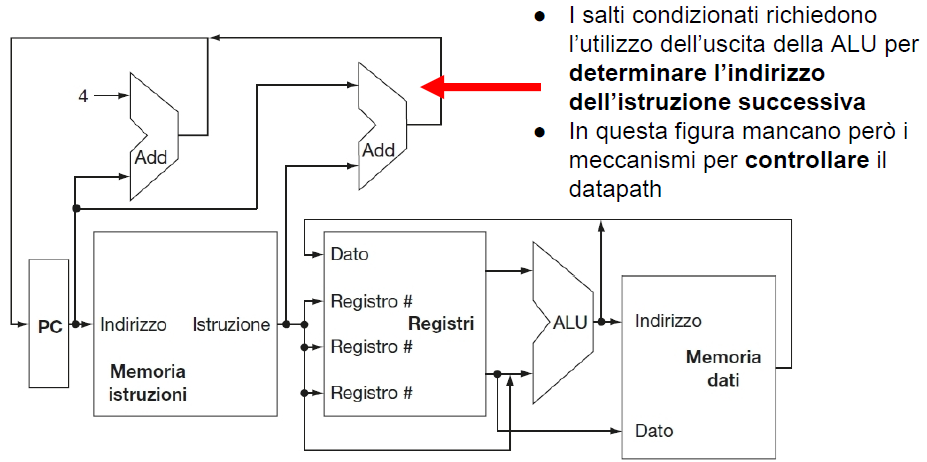 ● I salti condizionati richiedono
l’utilizzo dell’uscita della ALU per
determinare l’indirizzo
dell’istruzione successiva
● In questa figura mancano però i
meccanismi per controllare il
datapath
4
Add
Add
PC
Indirizzo
Istruzione
Memoria
istruzioni
Dato
Registro #
Registri
Registro #
Registro #
ALU
Indirizzo
Memoria
dati
Dato